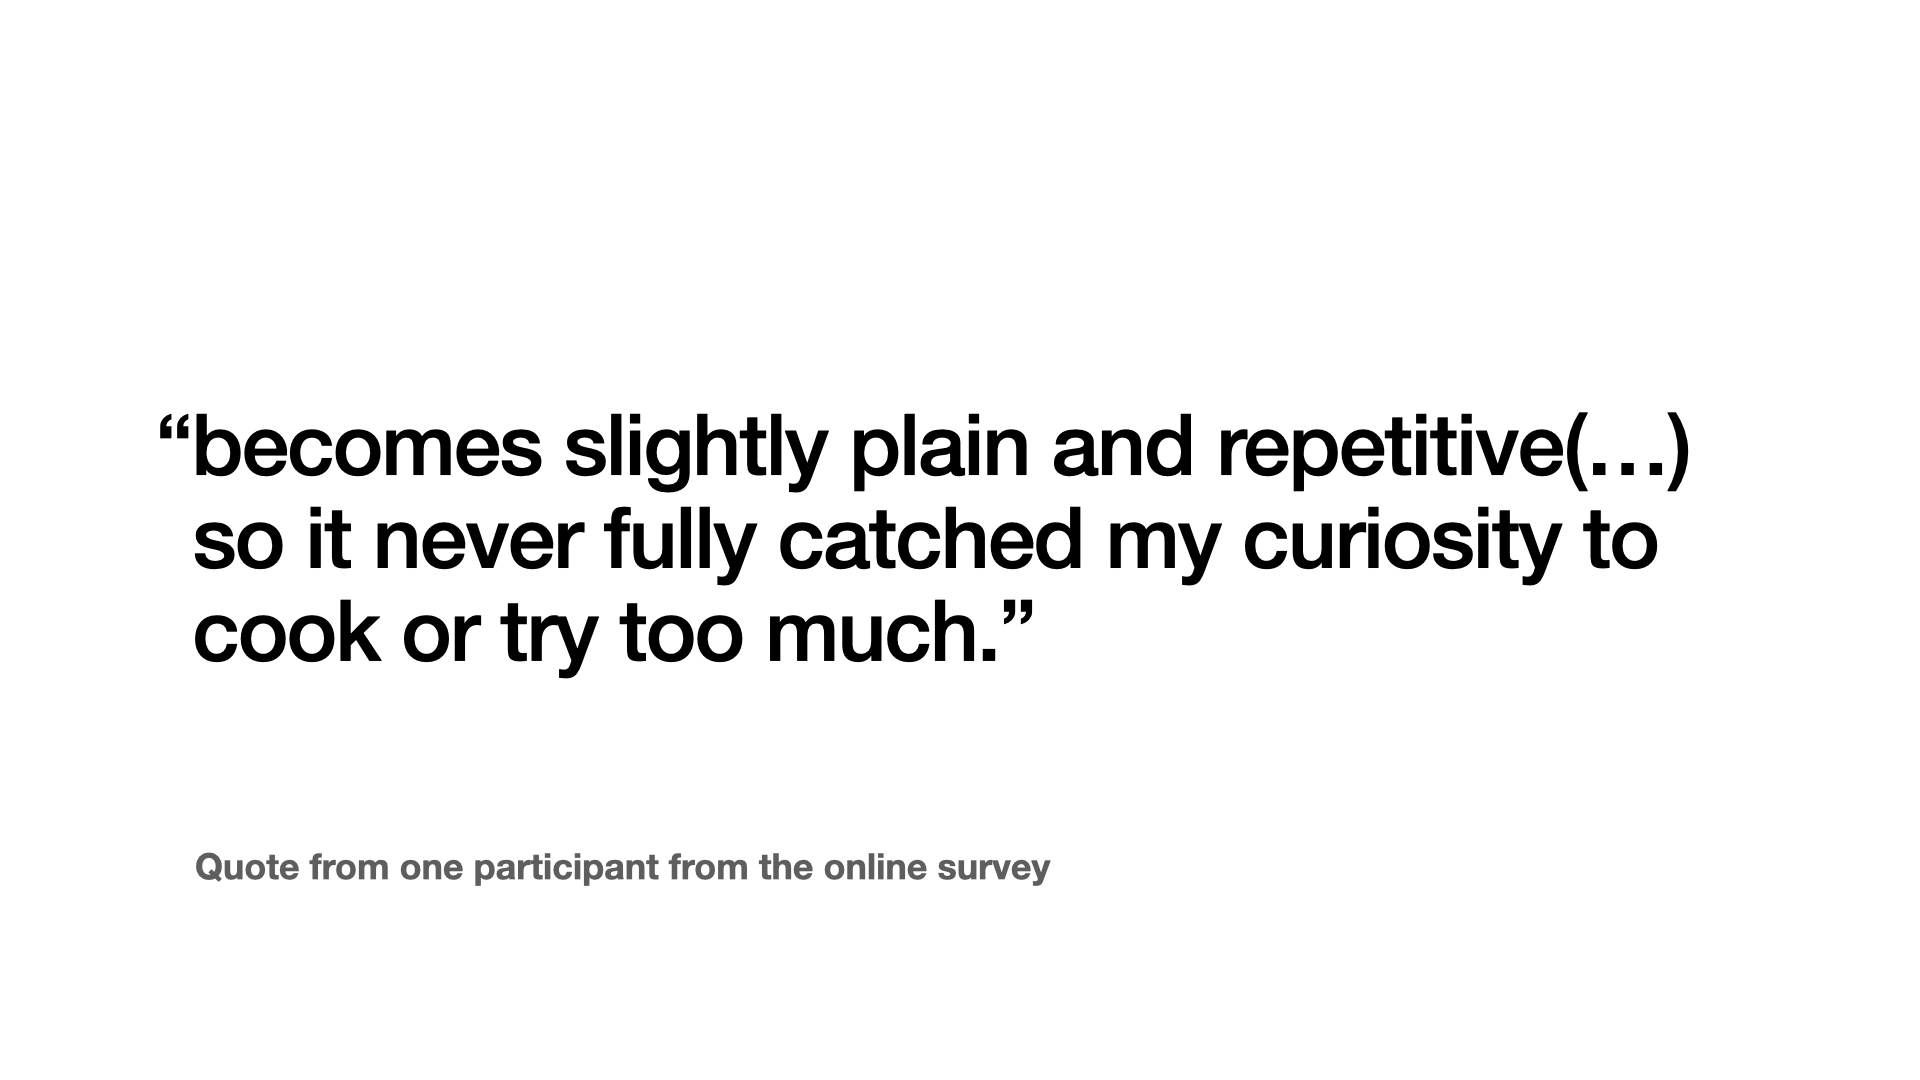 “becomes slightly plain and repetitive(…)
so it never fully catched my curiosity to
cook or try too much.”
Quote from one participant from the online survey